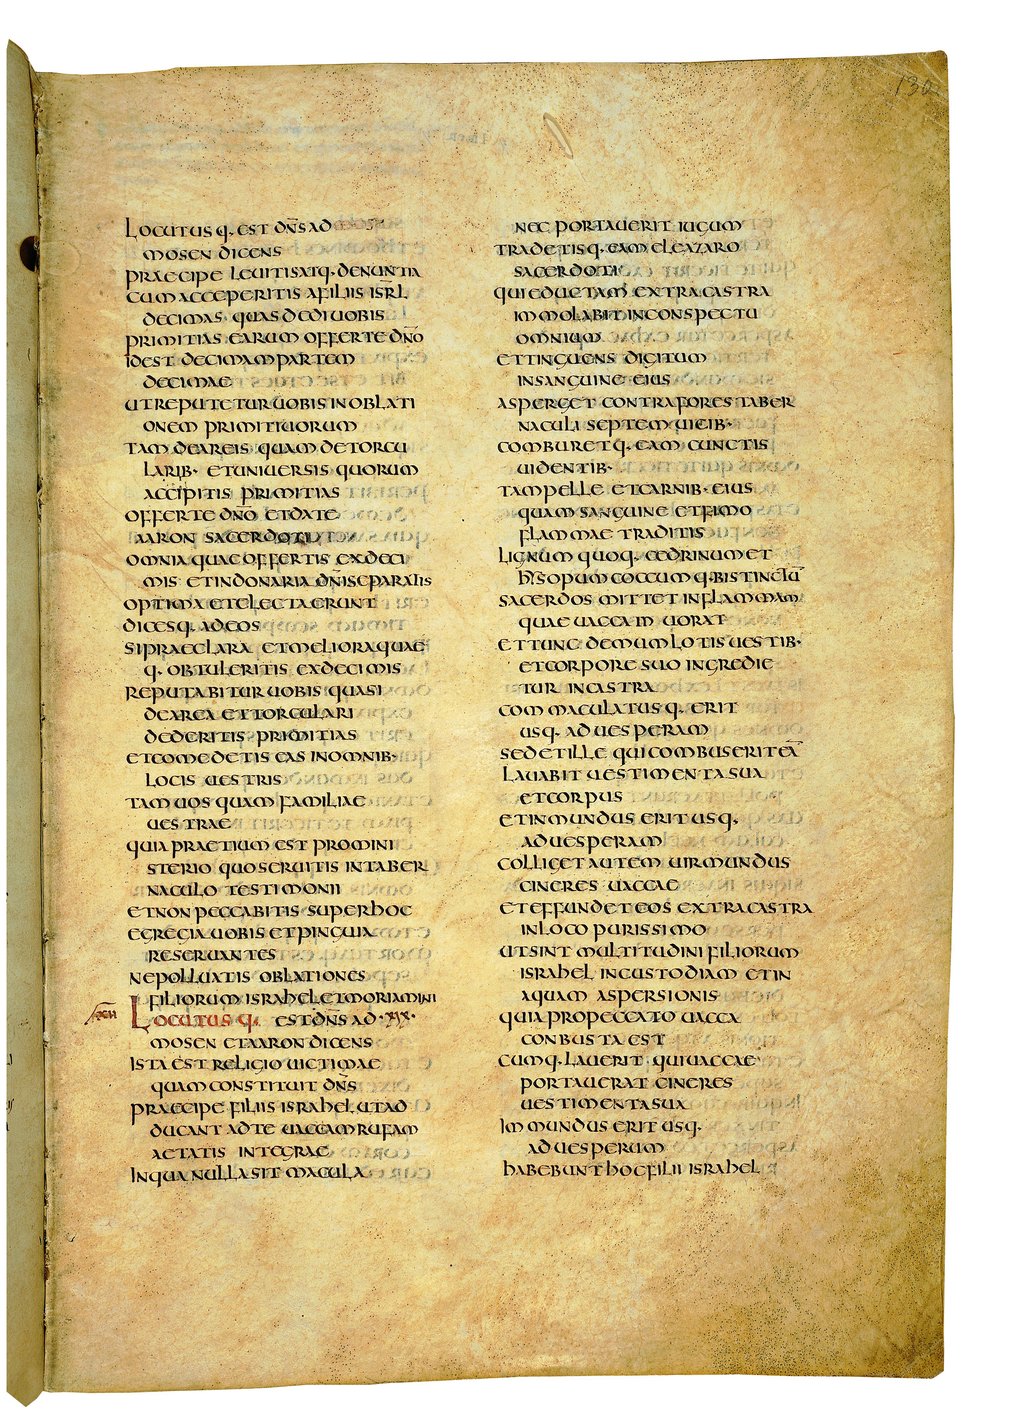 130
Locutus q· est dn̄s ad
mosen dicens
praecipe leuitis atq· denuntia
cum acceperitis a filiis isr̄l
decimas quas dedi uobis
primitias earum offerte dn̄o
id est decimam partem
decimae
ut reputetur uobis in oblati
onem primitiuorum
tam de areis quam de torcu
larib· et uniuersis quorum
accipitis primitias
offerte dn̄o et date
aaron sacerdoti
omnia quae offertis ex deci
mis et in donaria dn̄i separatis
optima et electa erunt
dices q· ad eos
si praeclara et meliora quae
q· obtuleritis ex decimis
reputabitur uobis quasi
de area et torculari
dederitis primitias
et comedetis eas in omnib·
locis uestris
tam uos quam familiae
uestrae
quia praetium est pro mini
sterio quo seruitis in taber
naculo testimonii
et non peccabitis super hoc
egregia uobis et pinguia
reseruantes
ne polluatis oblationes
filiorum israhel et moriamini
Locutus q· est dn̄s ad ·xix·
mosen et aaron dicens
ista est religio uictimae
quam constituit dn̄s
praecipe filiis israhel ut ad
ducant ad te uaccam rufam
aetatis integrae
in qua nulla sit macula
nec portauerit iugum
tradetis q· eam eleazaro
sacerdoti
qui eductam extra castra
immolabit in conspectu
omnium
et tinguens digitum
in sanguine eius
asperget contra fores taber
naculi septem uicib·
comburet q· eam cunctis
uidentib·
tam pelle et carnib· eius
quam sanguine et fimo
flammae traditis
lignum quoq· cedrinum et
hysopum coccum q· bis tinctū
sacerdos mittet in flammam
quae uaccam uorat
et tunc demum lotis uestib·
et corpore suo ingredie
tur in castra
commaculatus q· erit
usq· ad uesperam
sed et ille qui combuserit eā
lauabit uestimenta sua
et corpus
et inmundus erit usq·
ad uesperam
colliget autem uir mundus
cineres uaccae
et effundet eos extra castra
in loco purissimo
ut sint multitudini filiorum
israhel in custodiam et in
aquam aspersionis
quia pro peccato uacca
conbusta est
cum q· lauerit qui uaccae
portauerat cineres
uestimenta sua
immundus erit usq·
ad uesperum
habebunt hoc filii israhel